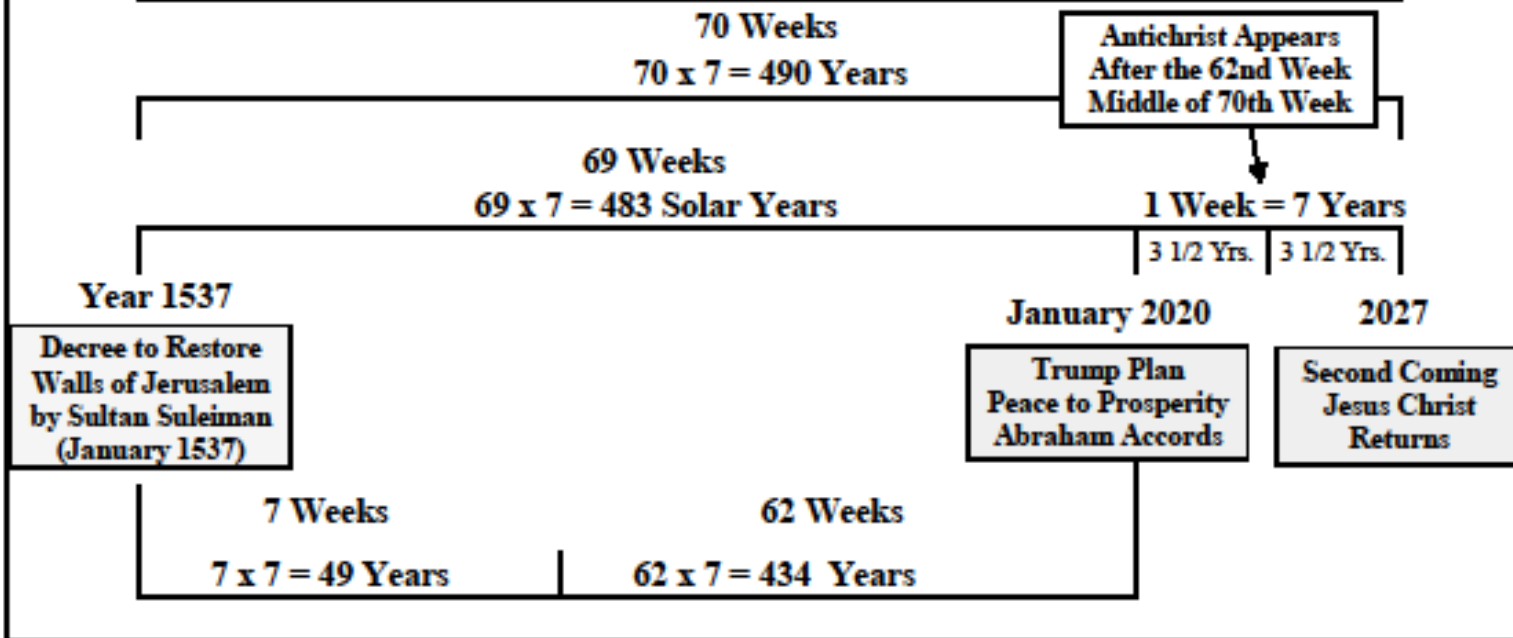 70 Weeks
70 x 7 = 490 Years
Antichrist Appears
After the 62nd Week
Middle of 70th Week
69 Weeks
69 x 7 = 483 Solar Years
1 Week = 7 Years
3 1/2 Yrs.
3 1/2 Yrs.
Year 1537
Decree to Restore
Walls of Jerusalem
by Sultan Suleiman
(January 1537)
January 2020
Trump Plan
Peace to Prosperity
Abraham Accords
2027
Second Coming
Jesus Christ
Returns
7 Weeks
7 x 7 = 49 Years
62 Weeks
62 x 7 = 434 Years